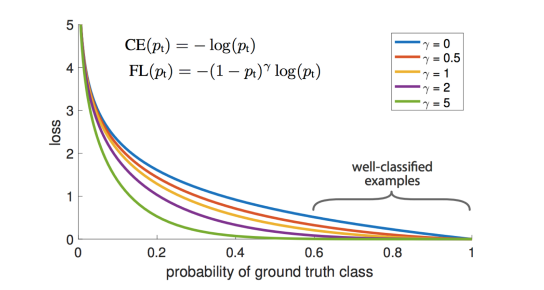 5
4
3
2
1
0
loss
CE(pt) = − log(pt)
FL(pt) = −(1 − pt)γ log(pt)
γ = 0
γ = 0.5
γ = 1
γ = 2
γ = 5
well-classified
examples
0 0.2 0.4 0.6 0.8 1
probability of ground truth class